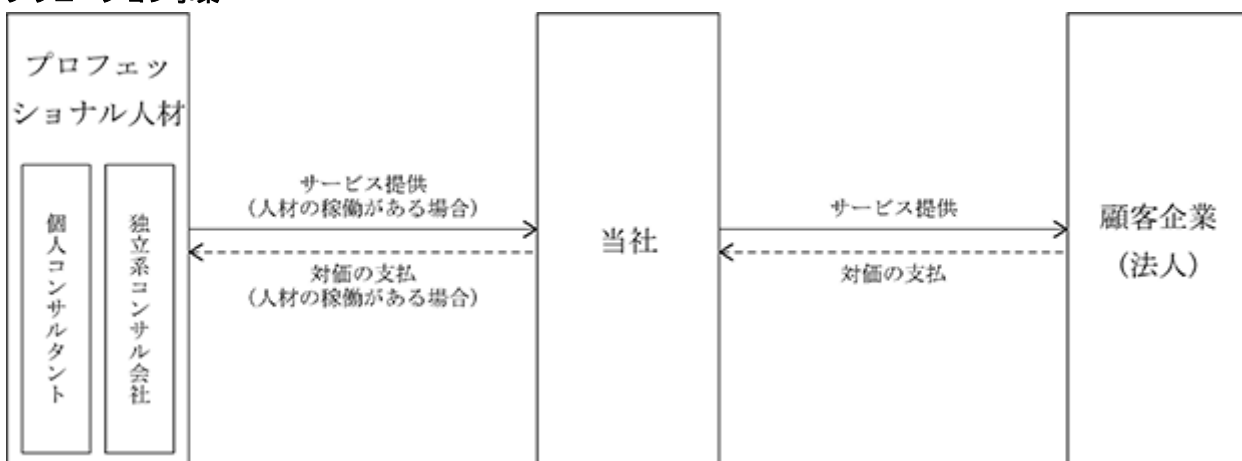 プロフェッ
ショナル人材
個人コンサルタント
独立系コンサル会社
サービス提供
（人材の稼働がある場合）
対価の支払
（人材の稼働がある場合）
当社
サービス提供
対価の支払
顧客企業
（法人）